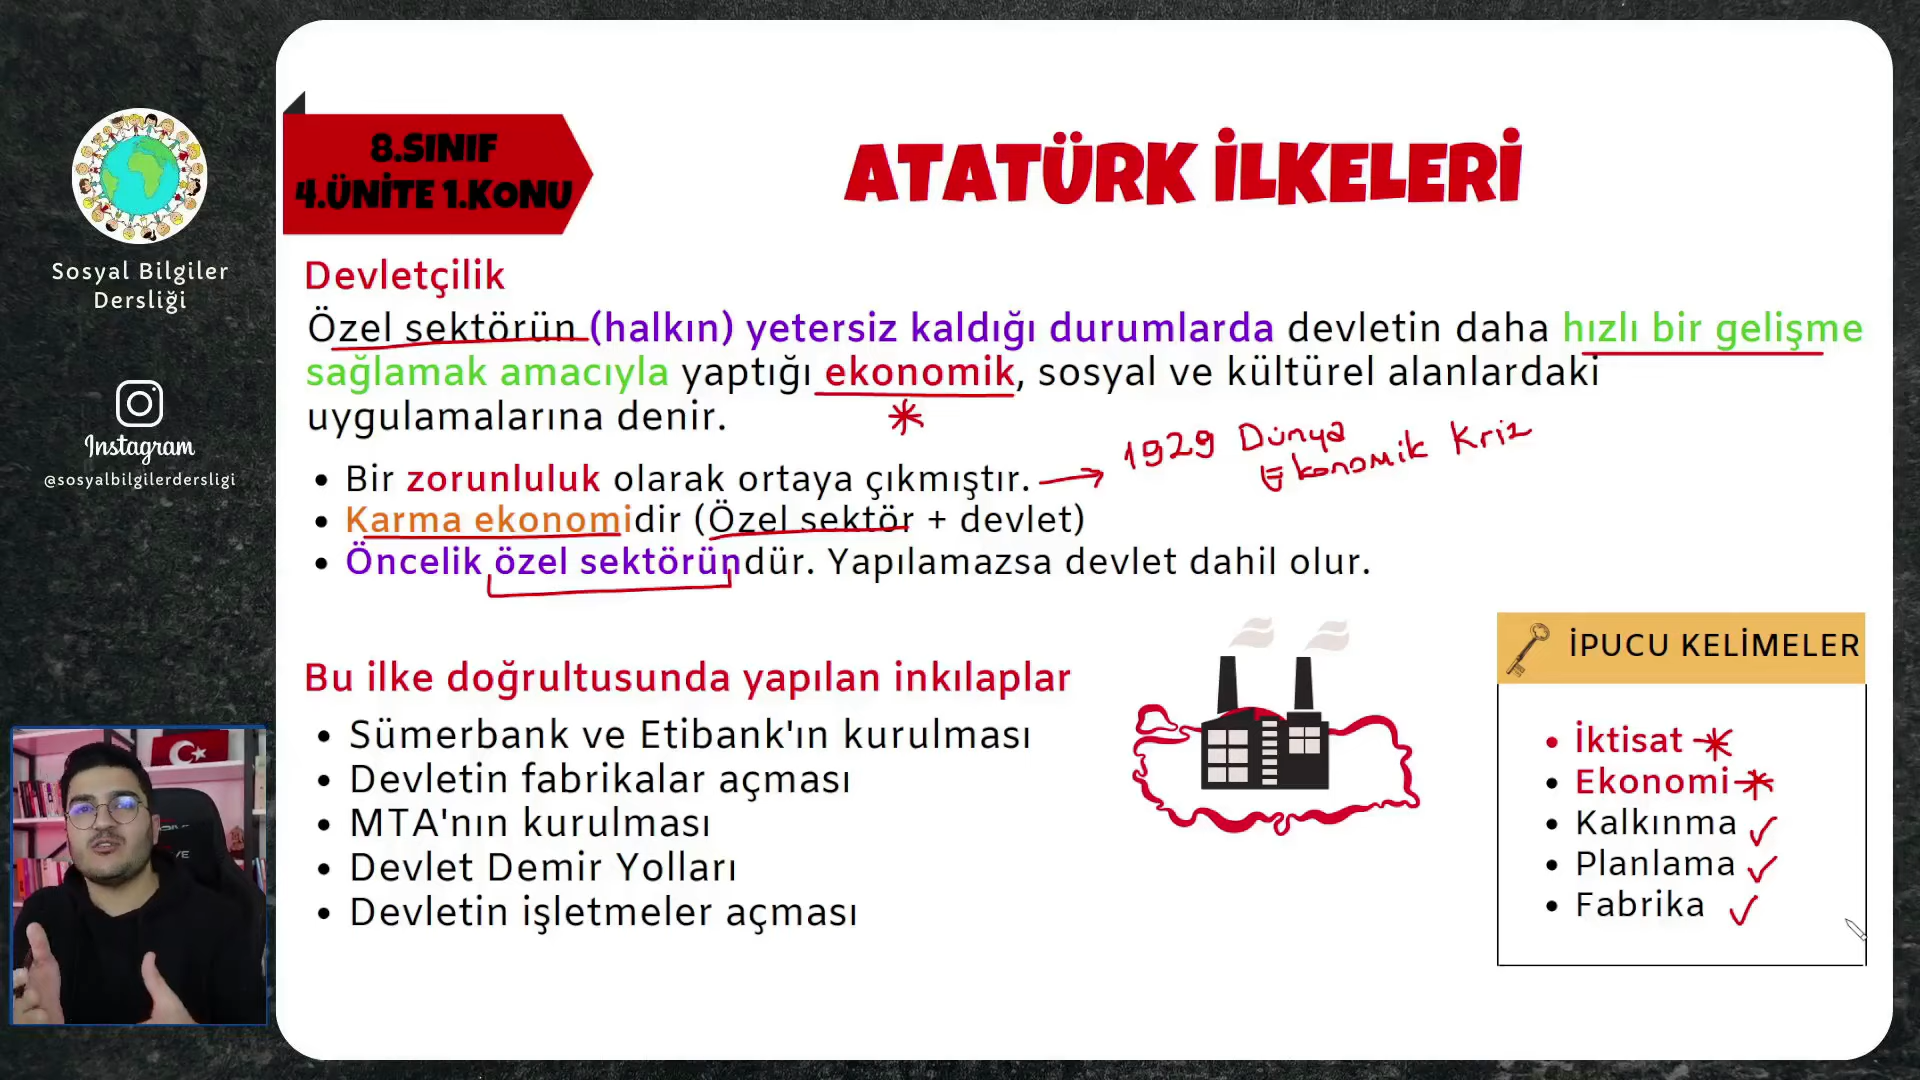 8.SINIF
4.ÜNİTE 1.KONU
ATATÜRK İLKELERİ
Sosyal Bilgiler
Dersliği
Instagram
@sosyalbilgilerdersligi
Devletçilik
Özel sektörün (halkın) yetersiz kaldığı durumlarda devletin daha hızlı bir gelişme
sağlamak amacıyla yaptığı ekonomik, sosyal ve kültürel alanlardaki
uygulamalarına denir.
1929 Dünya
Ekonomik Kriz
• Bir zorunluluk olarak ortaya çıkmıştır.
• Karma ekonomidir (Özel sektör + devlet)
• Öncelik özel sektöründür. Yapılamazsa devlet dahil olur.
Bu ilke doğrultusunda yapılan inkılaplar
• Sümerbank ve Etibank'ın kurulması
• Devletin fabrikalar açması
• MTA'nın kurulması
• Devlet Demir Yolları
• Devletin işletmeler açması
İPUCU KELİMELER
• İktisat
• Ekonomi
• Kalkınma
• Planlama
• Fabrika